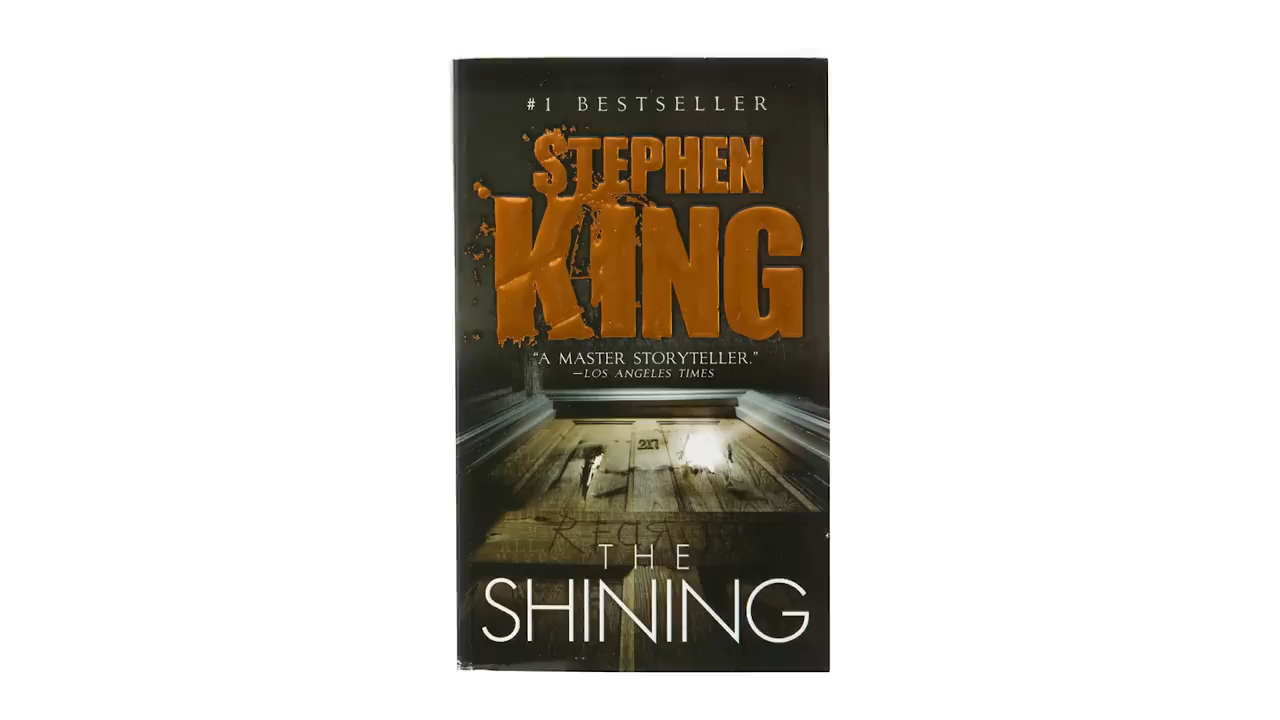 #1 BESTSELLER
STEPHEN
KING
“A MASTER STORYTELLER.”
—LOS ANGELES TIMES
217
THE
SHINING